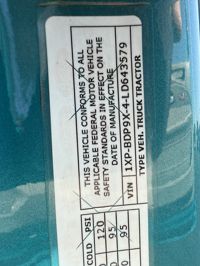 THIS VEHICLE CONFORMS TO ALL
APPLICABLE FEDERAL MOTOR VEHICLE
SAFETY STANDARDS IN EFFECT ON THE
DATE OF MANUFACTURE
VIN 1XP-BDP9X-4-LD643579
TYPE VEH. TRUCK TRACTOR
COLD PSI
120
95
95